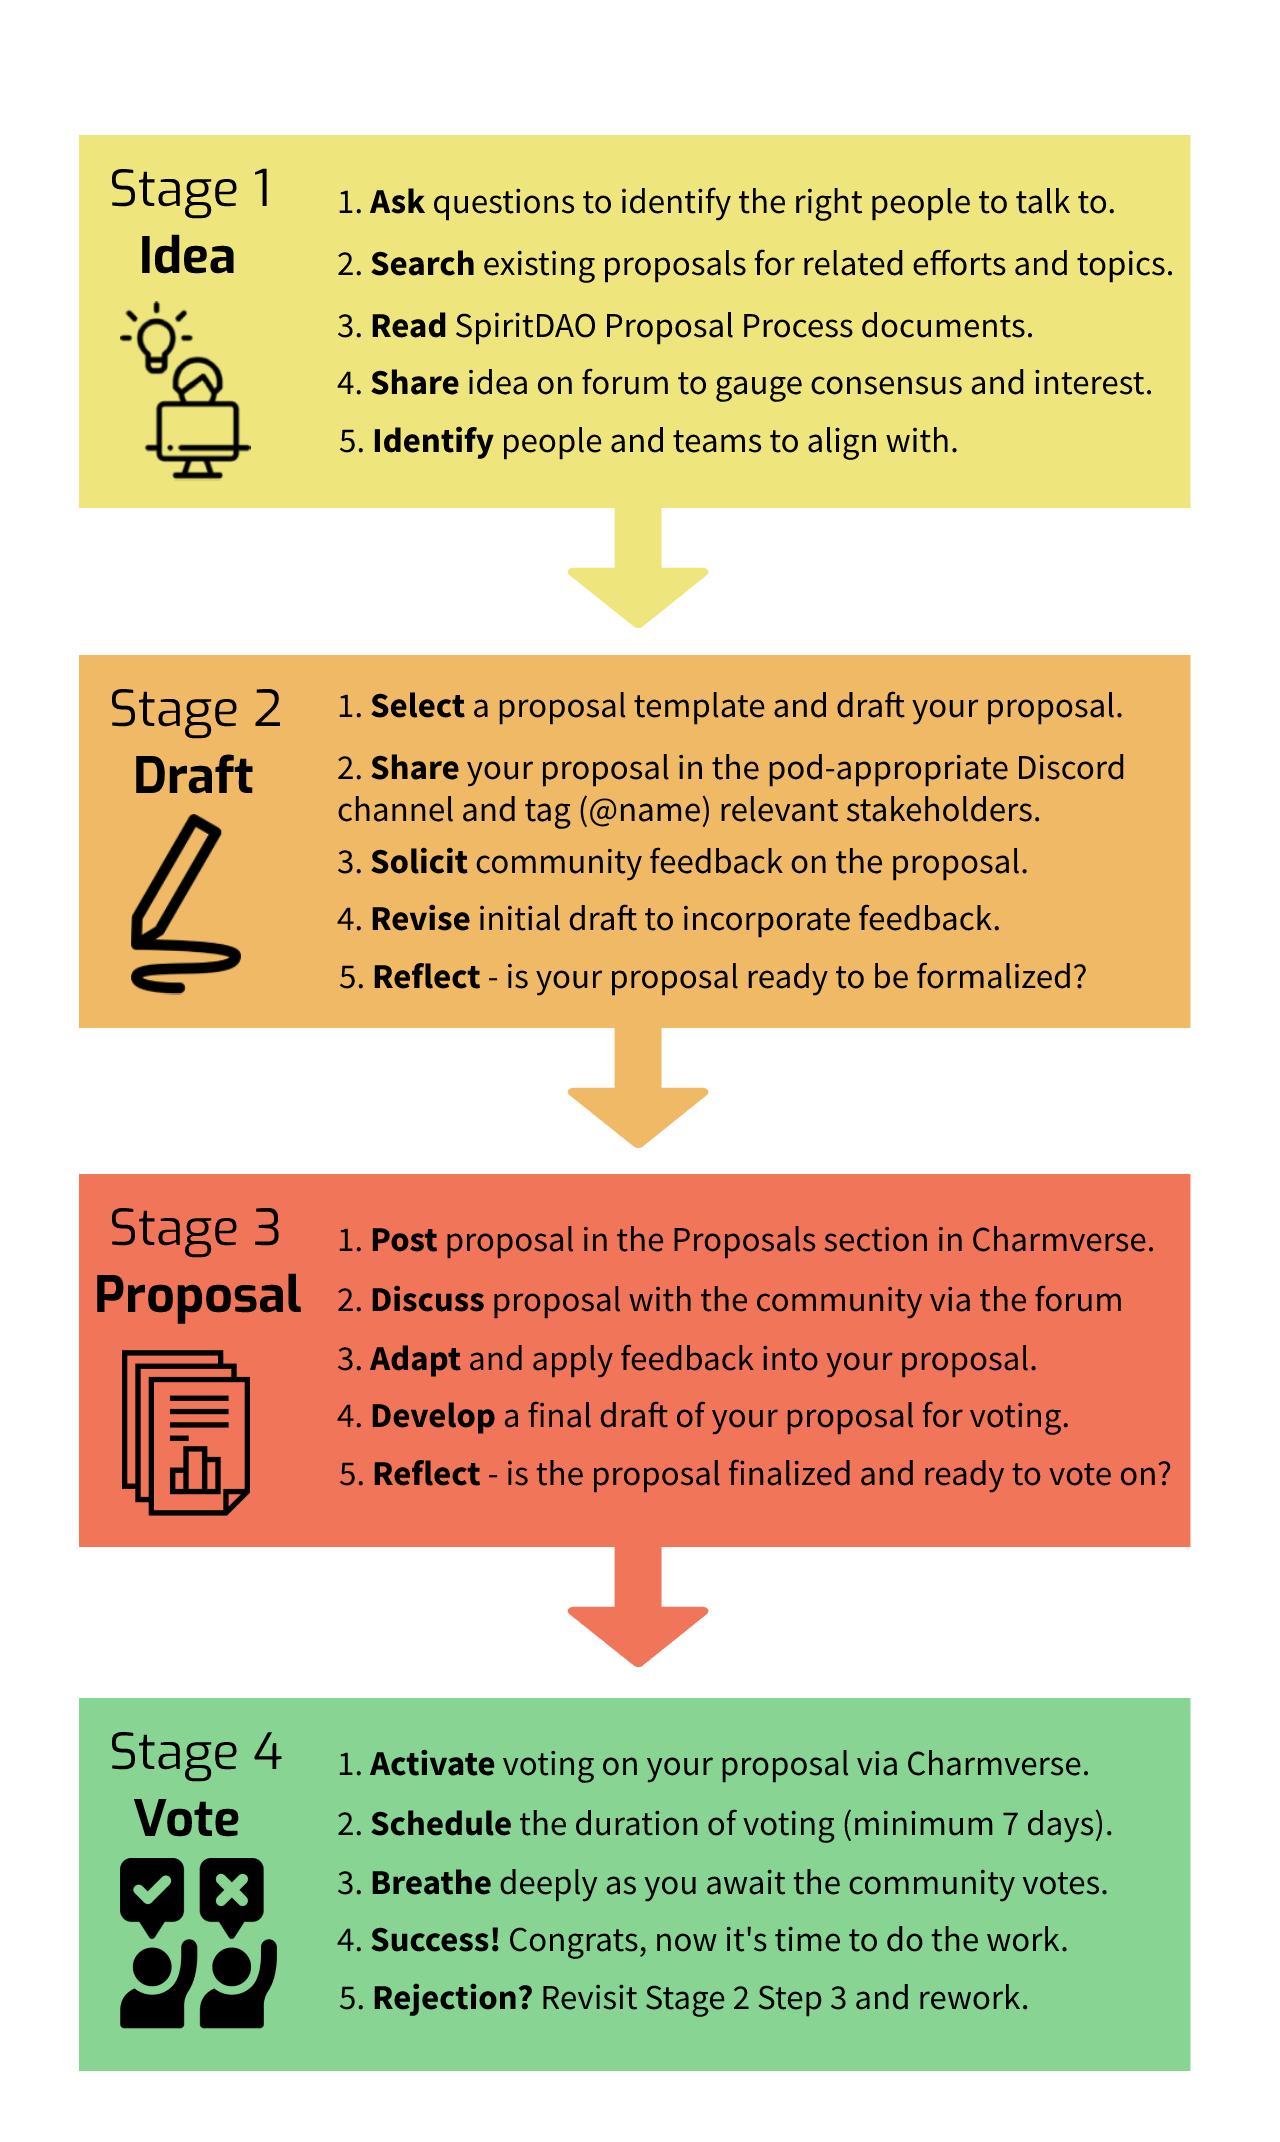 Stage 1
Idea
1. Ask questions to identify the right people to talk to.
2. Search existing proposals for related efforts and topics.
3. Read SpiritDAO Proposal Process documents.
4. Share idea on forum to gauge consensus and interest.
5. Identify people and teams to align with.
Stage 2
Draft
1. Select a proposal template and draft your proposal.
2. Share your proposal in the pod-appropriate Discord
channel and tag (@name) relevant stakeholders.
3. Solicit community feedback on the proposal.
4. Revise initial draft to incorporate feedback.
5. Reflect - is your proposal ready to be formalized?
Stage 3
Proposal
1. Post proposal in the Proposals section in Charmverse.
2. Discuss proposal with the community via the forum
3. Adapt and apply feedback into your proposal.
4. Develop a final draft of your proposal for voting.
5. Reflect - is the proposal finalized and ready to vote on?
Stage 4
Vote
1. Activate voting on your proposal via Charmverse.
2. Schedule the duration of voting (minimum 7 days).
3. Breathe deeply as you await the community votes.
4. Success! Congrats, now it's time to do the work.
5. Rejection? Revisit Stage 2 Step 3 and rework.